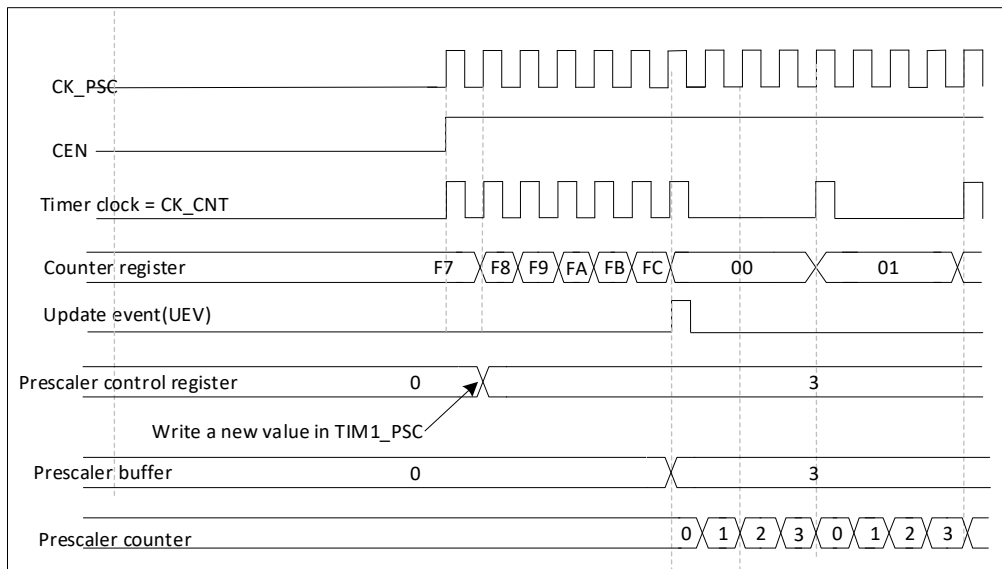 CK_PSC
CEN
Timer clock = CK_CNT
Counter register F7 F8 F9 FA FB FC 00 01
Update event(UEV)
Prescaler control register 0 3
Write a new value in TIM1_PSC
Prescaler buffer 0 3
Prescaler counter 0 1 2 3 0 1 2 3